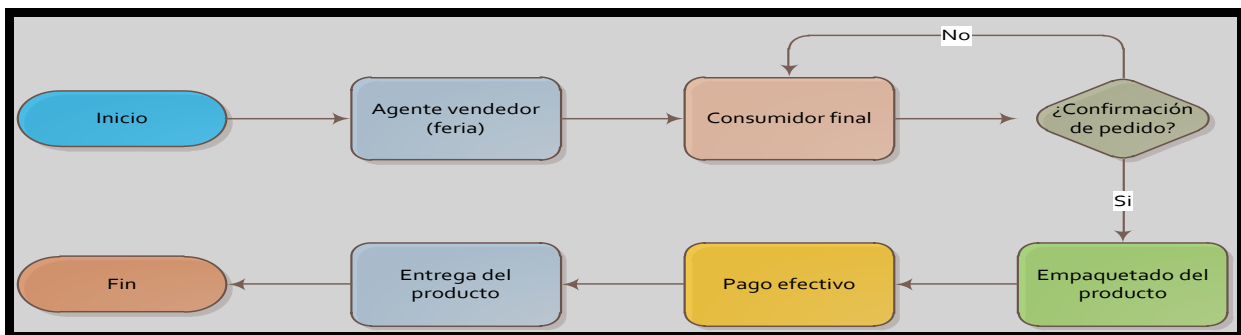 No
Inicio
Agente vendedor
(feria)
Consumidor final
¿Confirmación
de pedido?
Si
Fin
Entrega del
producto
Pago efectivo
Empaquetado del
producto